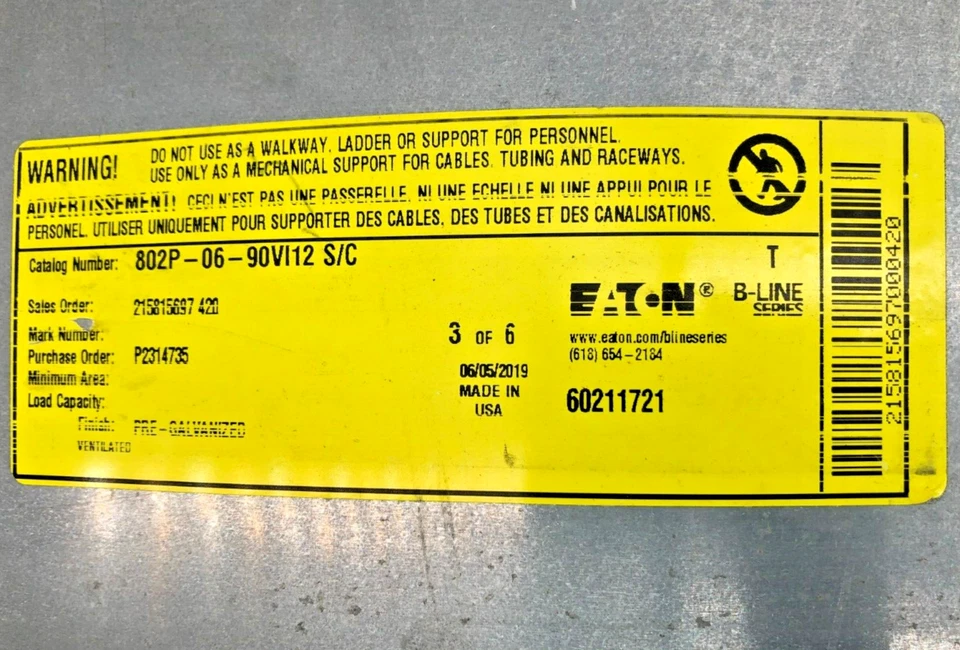 WARNING!
DO NOT USE AS A WALKWAY, LADDER OR SUPPORT FOR PERSONNEL.
USE ONLY AS A MECHANICAL SUPPORT FOR CABLES, TUBING AND RACEWAYS.
ADVERTISSEMENT! CECI N'EST PAS UNE PASSERELLE, NI UNE ECHELLE NI UNE APPUI POUR LE
PERSONEL. UTILISER UNIQUEMENT POUR SUPPORTER DES CABLES, DES TUBES ET DES CANALISATIONS.
Catalog Number: 802P-06-90VI12 S/C
Sales Order: 215815697 420
Mark Number:
Purchase Order: P2314735
Minimum Area:
Load Capacity:
Finish: PRE-GALVANIZED
VENTILATED
3 OF 6
06/05/2019
MADE IN
USA
T
EATON® B-LINE
SERIES
www.eaton.com/blineseries
(618) 654-2184
60211721
215815697000420